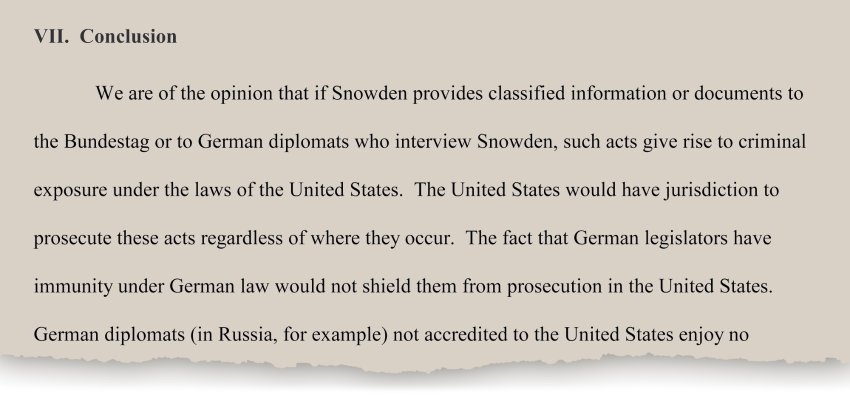 VII. Conclusion
We are of the opinion that if Snowden provides classified information or documents to
the Bundestag or to German diplomats who interview Snowden, such acts give rise to criminal
exposure under the laws of the United States. The United States would have jurisdiction to
prosecute these acts regardless of where they occur. The fact that German legislators have
immunity under German law would not shield them from prosecution in the United States.
German diplomats (in Russia, for example) not accredited to the United States enjoy no